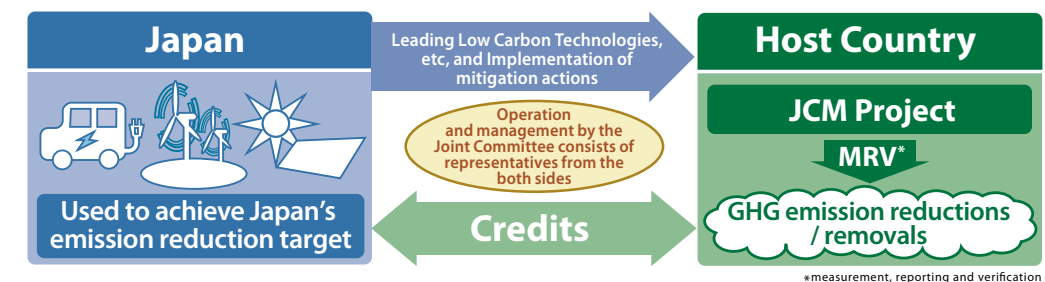 Japan
Used to achieve Japan's
emission reduction target
Leading Low Carbon Technologies,
etc, and Implementation of
mitigation actions
Operation
and management by the
Joint Committee consists of
representatives from the
both sides
Credits
Host Country
JCM Project
MRV*
GHG emission reductions
/ removals
*measurement, reporting and verification